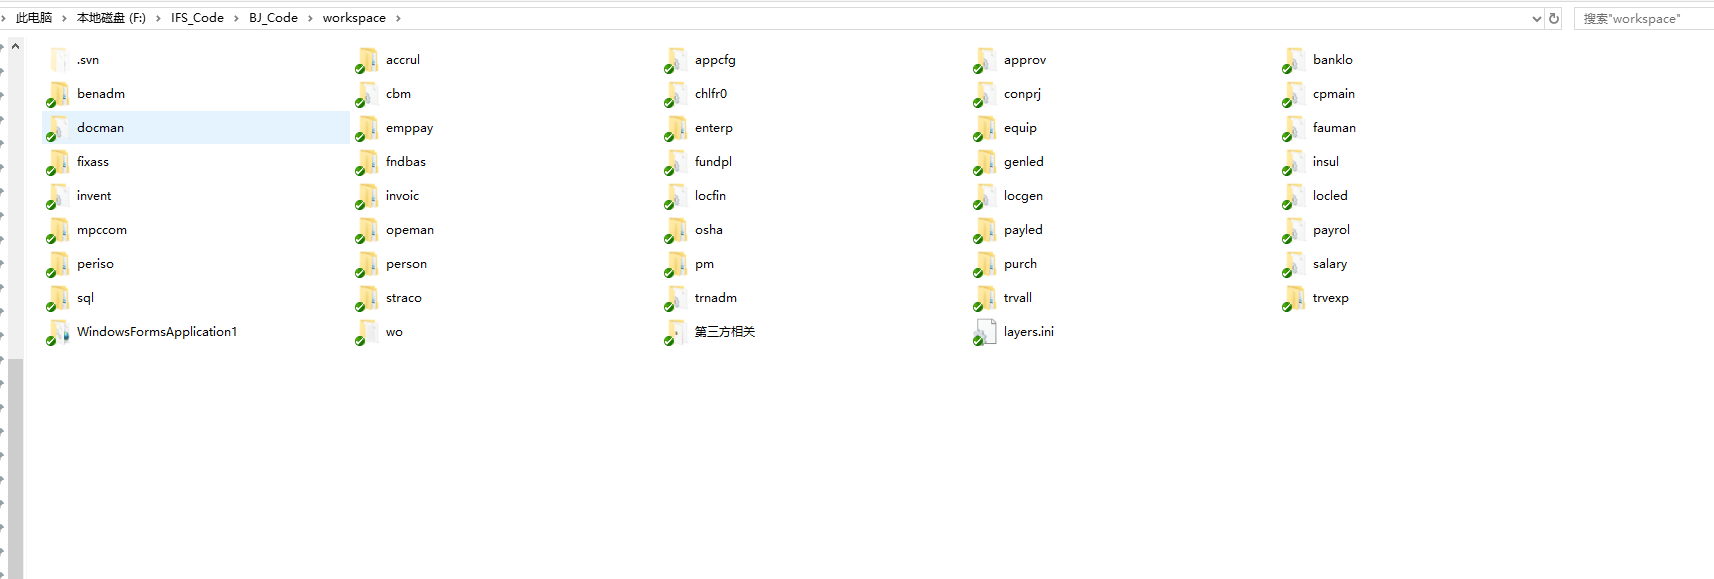 此电脑 本地磁盘 (F:) IFS_Code BJ_Code workspace 搜索"workspace"
.svn accrul appcfg approv banklo
benadm cbm chlfr0 conprj cpmain
docman emppay enterp equip fauman
fixass fndbas fundpl genled insul
invent invoic locfin locgen locled
mpccom opeman osha payled payrol
periso person pm purch salary
sql straco trnadm trvall trvexp
WindowsFormsApplication1 wo 第三方相关 layers.ini